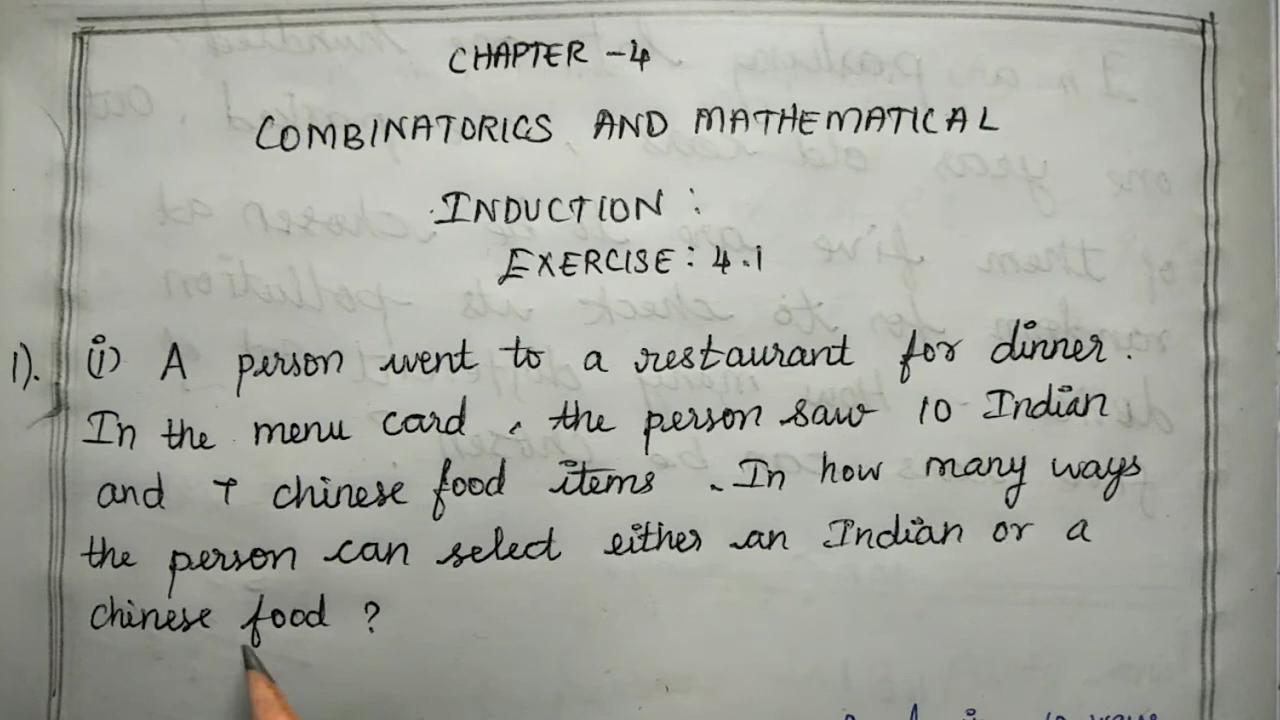 CHAPTER -4
COMBINATORICS AND MATHEMATICAL
INDUCTION :
EXERCISE : 4.1
1). (i) A person went to a restaurant for dinner.
In the menu card, the person saw 10 Indian
and 7 chinese food items. In how many ways
the person can select either an Indian or a
chinese food ?